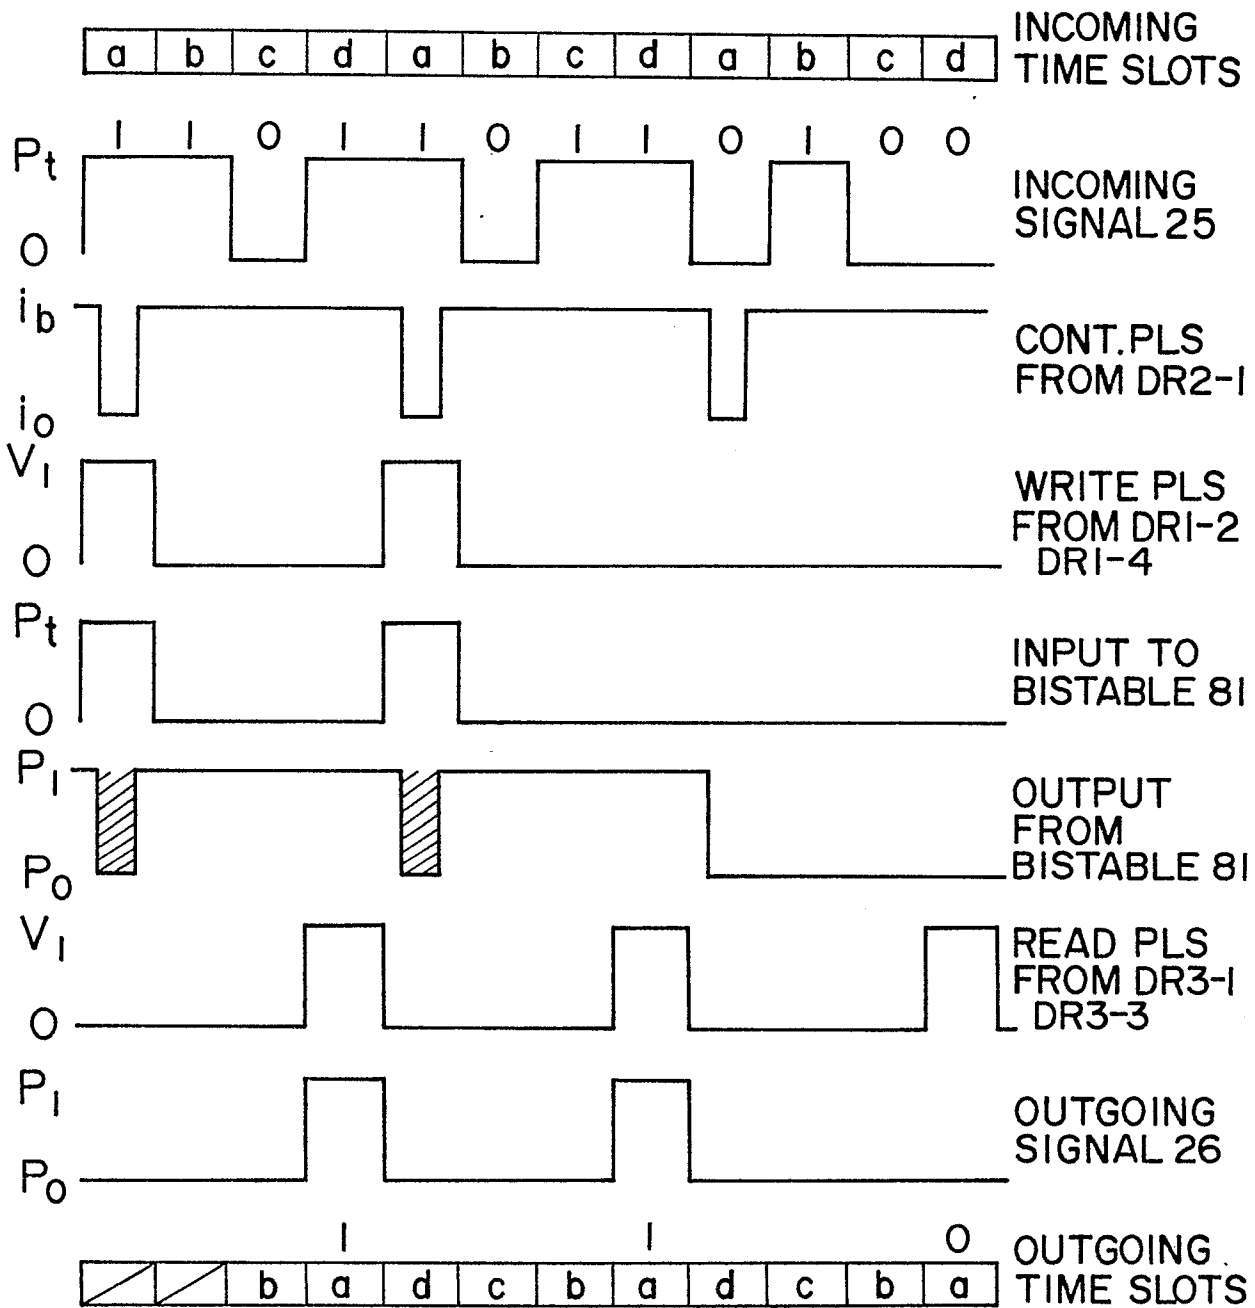 a b c d a b c d a b c d
INCOMING
TIME SLOTS
1 1 0 1 1 0 1 1 0 1 0 0
Pt
0
INCOMING
SIGNAL 25
ib
io
CONT. PLS
FROM DR2-1
V1
0
WRITE PLS
FROM DR1-2
DR1-4
Pt
0
INPUT TO
BISTABLE 81
P1
Po
OUTPUT
FROM
BISTABLE 81
V1
0
READ PLS
FROM DR3-1
DR3-3
P1
Po
OUTGOING
SIGNAL 26
1 1 0
b a d c b a d c b a
OUTGOING
TIME SLOTS